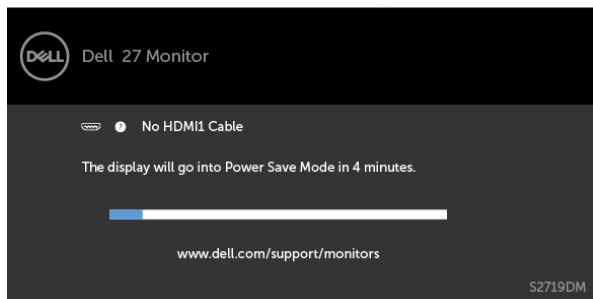 DELL
Dell 27 Monitor
? No HDMI1 Cable
The display will go into Power Save Mode in 4 minutes.
www.dell.com/support/monitors
S2719DM